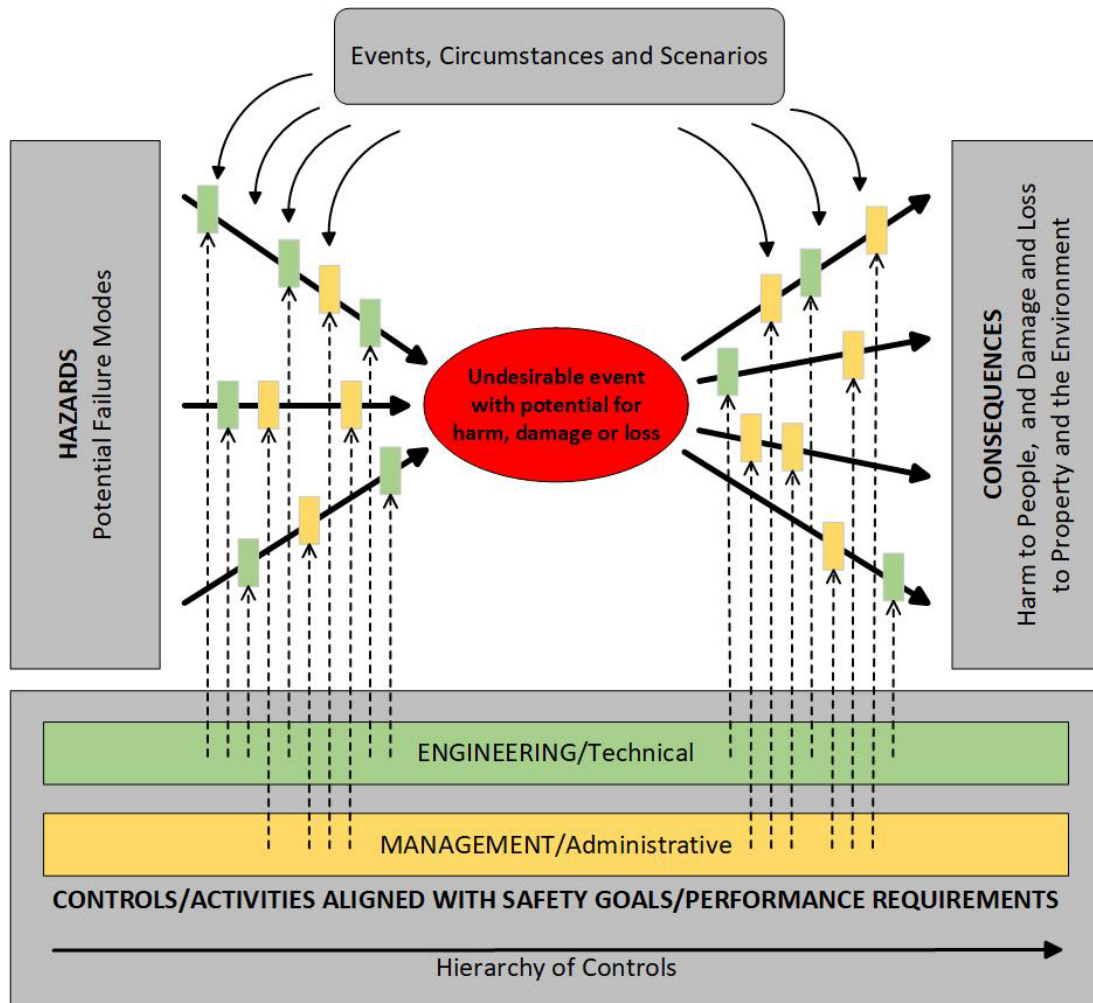 Events, Circumstances and Scenarios
HAZARDS
Potential Failure Modes
Undesirable event
with potential for
harm, damage or loss
CONSEQUENCES
Harm to People, and Damage and Loss
to Property and the Environment
ENGINEERING/Technical
MANAGEMENT/Administrative
CONTROLS/ACTIVITIES ALIGNED WITH SAFETY GOALS/PERFORMANCE REQUIREMENTS
Hierarchy of Controls